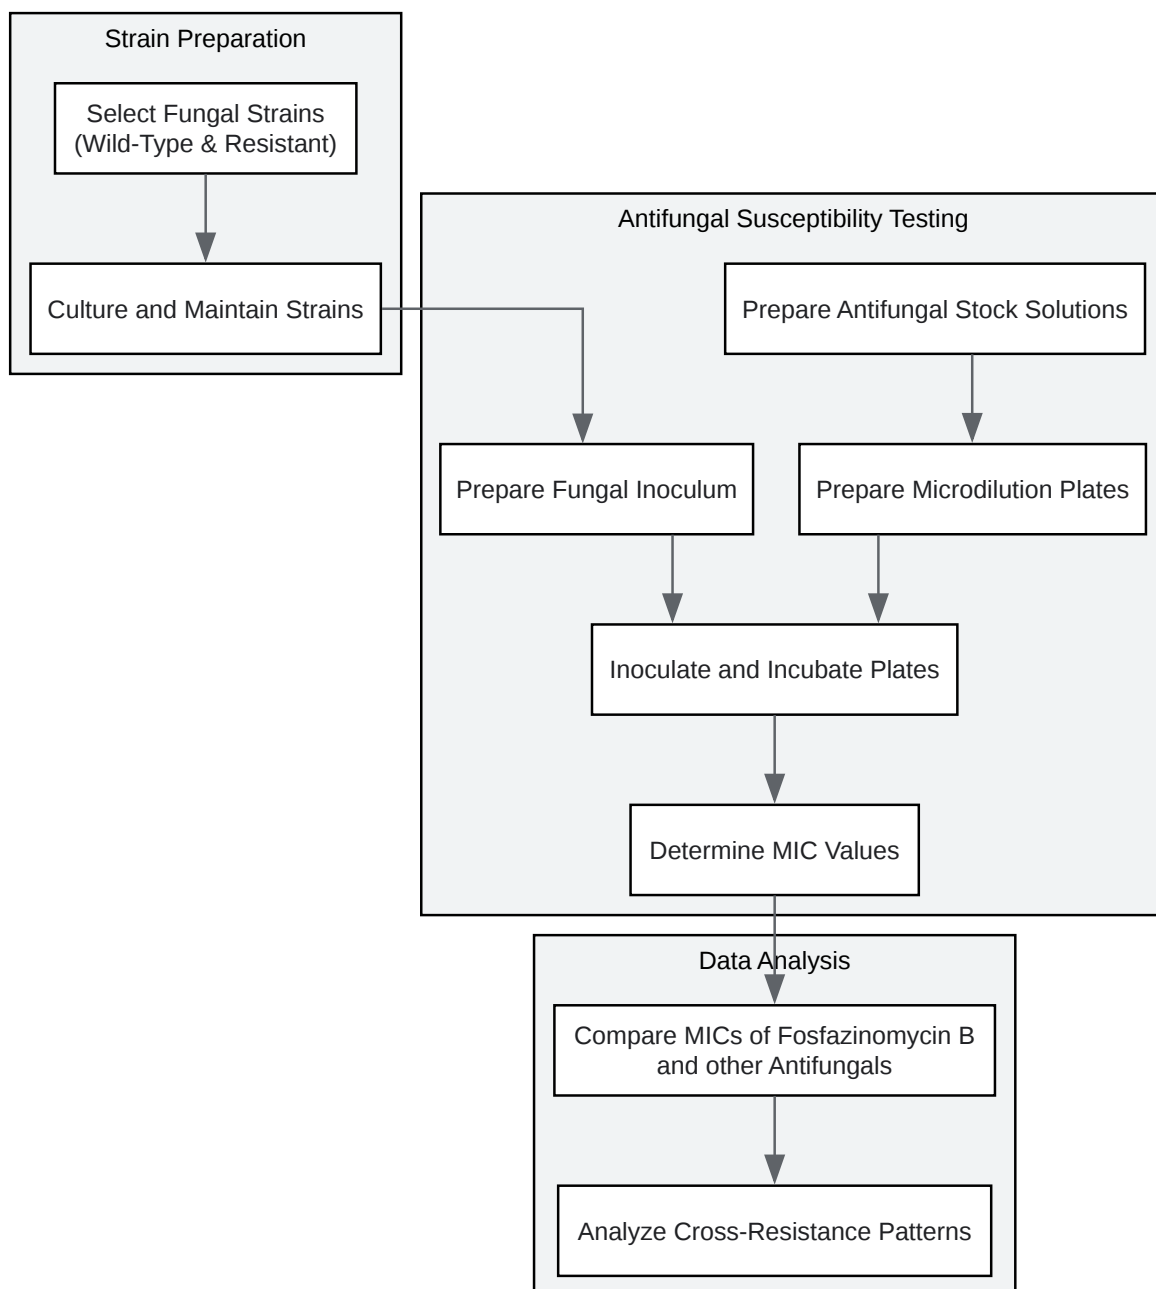 Strain Preparation
Select Fungal Strains
(Wild-Type & Resistant)
Culture and Maintain Strains
Antifungal Susceptibility Testing
Prepare Antifungal Stock Solutions
Prepare Fungal Inoculum
Prepare Microdilution Plates
Inoculate and Incubate Plates
Determine MIC Values
Data Analysis
Compare MICs of Fosfazinomycin B
and other Antifungals
Analyze Cross-Resistance Patterns